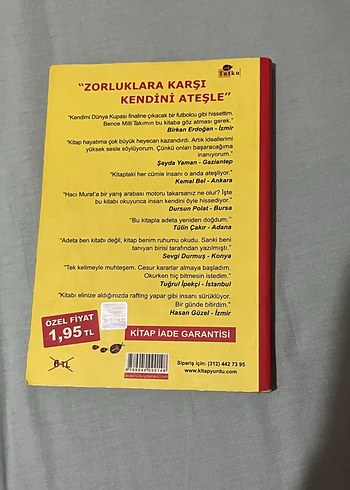 Tutku
"ZORLUKLARA KARŞI
KENDİNİ ATEŞLE"
"Kendimi Dünya Kupası finaline çıkacak bir futbolcu gibi hissettim.
Bence Milli Takımın bu kitaba göz atması gerek."
Birkan Erdoğan - İzmir
"Kitap hayatıma çok büyük heyecan kazandırdı. Artık ideallerimi
yüksek sesle söylüyorum. Çünkü onları başaracağıma
inanıyorum."
Şeyda Yaman - Gaziantep
"Kitaptaki her cümle insanı o anda ateşliyor."
Kemal Bel - Ankara
"Hacı Murat'a bir yarış arabası motoru takarsanız ne olur? İşte
bu kitabı okuyunca insan kendini öyle hissediyor."
Dursun Polat - Bursa
"Bu kitapla adeta yeniden doğdum."
Tülin Çakır - Adana
"Adeta ben kitabı değil, kitap benim ruhumu okudu. Sanki beni
tanıyan birisi tarafından yazılmıştı."
Sevgi Durmuş - Konya
"Tek kelimeyle muhteşem. Cesur kararlar almaya başladım.
Okurken hiç bitmesin istedim."
Tuğrul İpekçi - İstanbul
"Kitabı elinize aldığınızda rafting yapar gibi insanı sürüklüyor.
Bir günde bitirdim."
Hasan Güzel - İzmir
ÖZEL FİYAT
1,95 TL
KİTAP İADE GARANTİSİ
6 TL
Sipariş için: (312) 442 73 95
www.kitapyurdu.com